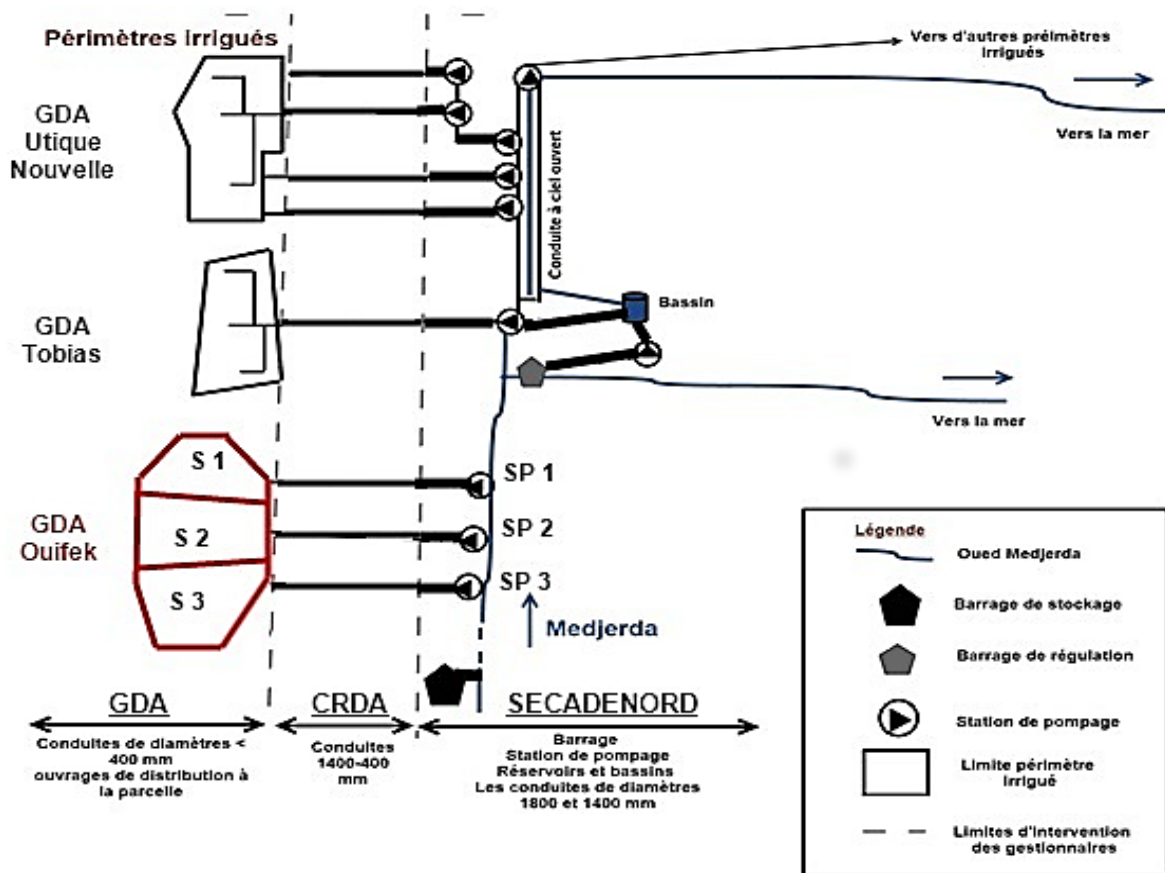 Périmètres irrigués
GDA
Utique
Nouvelle
Vers d'autres préimètres
irrigués
Vers la mer
Conduite à ciel ouvert
GDA
Tobias
Bassin
Vers la mer
GDA
Ouifek
S 1
S 2
S 3
SP 1
SP 2
SP 3
Medjerda
GDA
Conduites de diamètres <
400 mm
ouvrages de distribution à
la parcelle
CRDA
Conduites
1400-400
mm
SECADENORD
Barrage
Station de pompage
Réservoirs et bassins
Les conduites de diamètres
1800 et 1400 mm
Légende
Oued Medjerda
Barrage de stockage
Barrage de régulation
Station de pompage
Limite périmètre
irrigué
Limites d'intervention
des gestionnaires